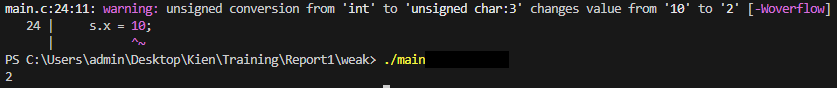 main.c:24:11: warning: unsigned conversion from 'int' to 'unsigned char:3' changes value from '10' to '2' [-Woverflow]
   24 |     s.x = 10;
      |           ^~
PS C:\Users\admin\Desktop\Kien\Training\Report1\weak> ./main
2